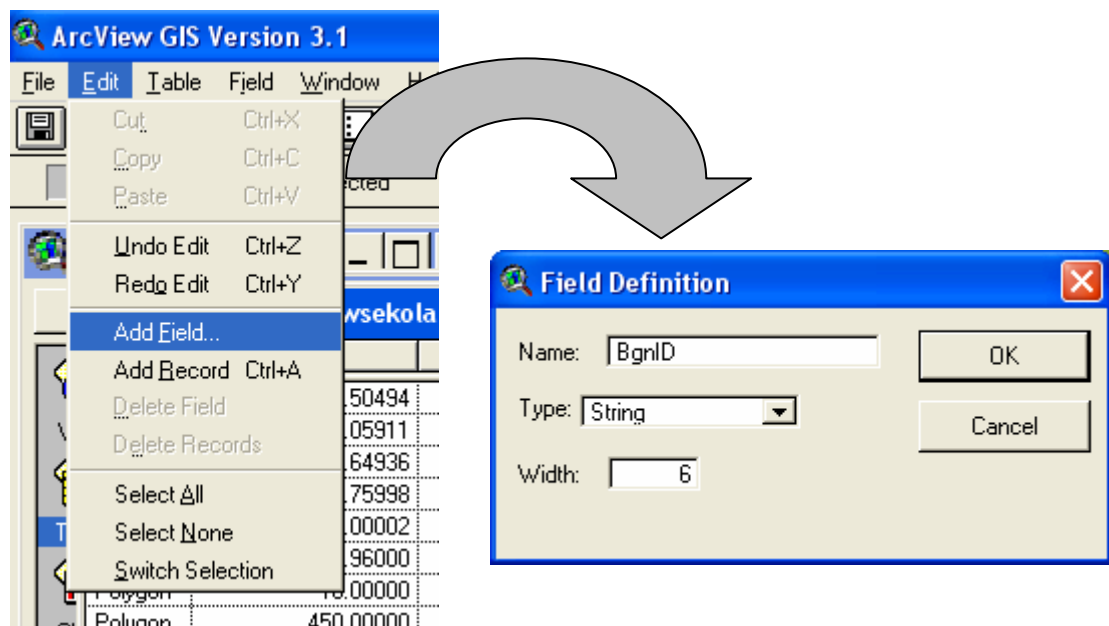 ArcView GIS Version 3.1
File Edit Table Field Window
Cut Ctrl+X
Copy Ctrl+C
Paste Ctrl+V
Undo Edit Ctrl+Z
Redo Edit Ctrl+Y
Add Field...
Add Record Ctrl+A
Delete Field
Delete Records
Select All
Select None
Switch Selection
ected
wsekola
.50494
.05911
.64936
.75998
.00002
.96000
Polygon .00000
Polygon 450.00000
Field Definition
Name: BgnID
OK
Type: String
Cancel
Width: 6